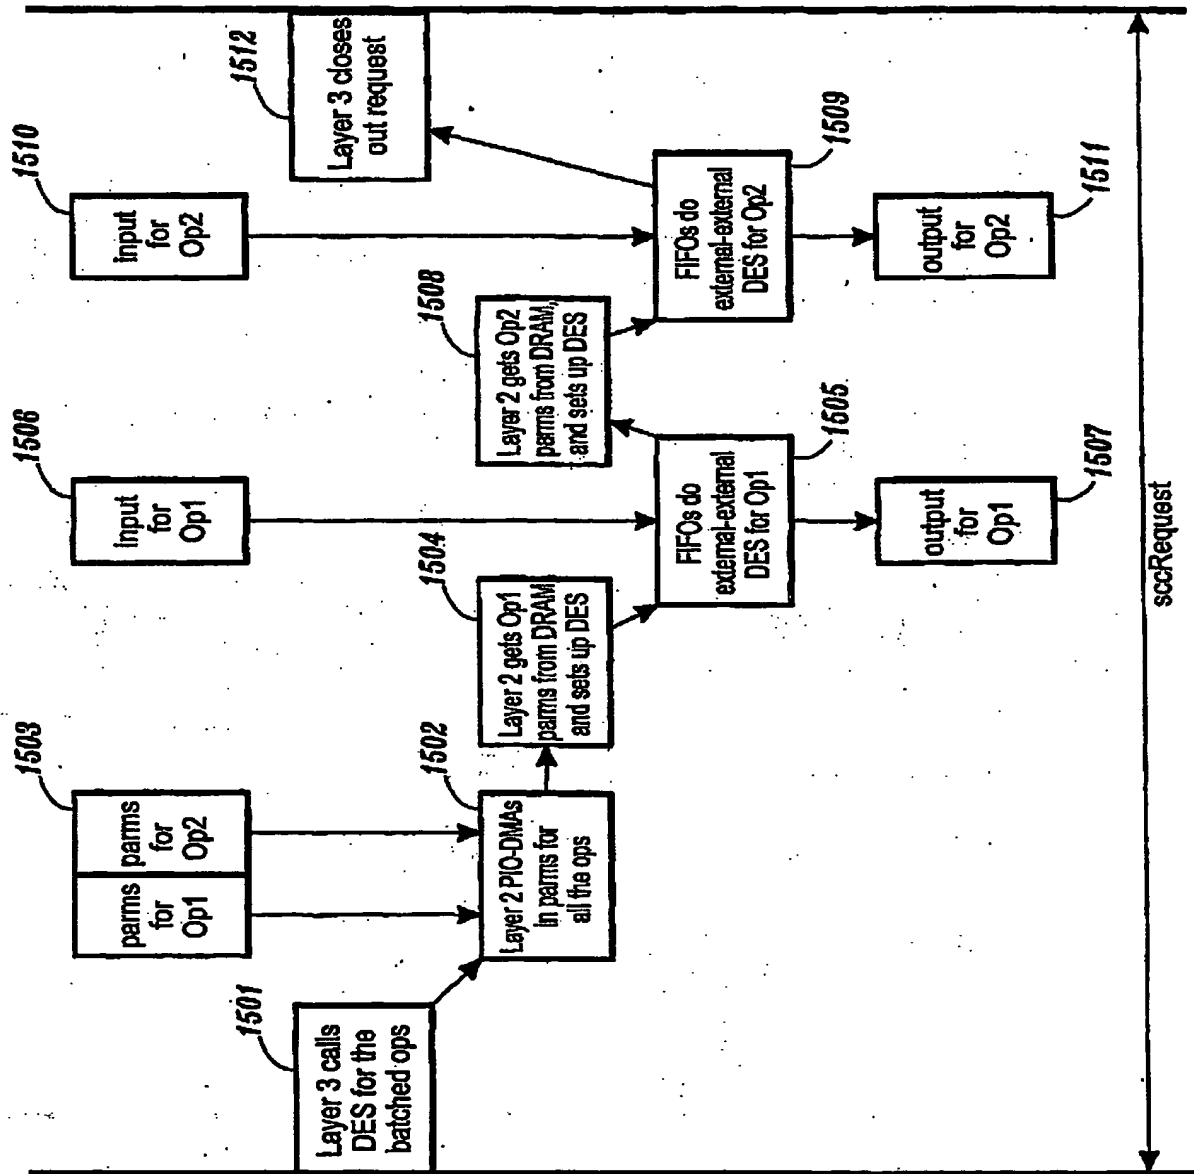 1501
Layer 3 calls
DES for the
batched ops
1503
parms
for
Op1
parms
for
Op2
1502
Layer 2 PIO-DMAs
in parms for
all the ops
1504
Layer 2 gets Op1
parms from DRAM
and sets up DES
1506
input
for
Op1
FIFOs do
external-external
DES for Op1
1505
output
for
Op1
1507
1508
Layer 2 gets Op2
parms from DRAM,
and sets up DES
1510
input
for
Op2
FIFOs do
external-external
DES for Op2
1509
output
for
Op2
1511
1512
Layer 3 closes
out request
sccRequest